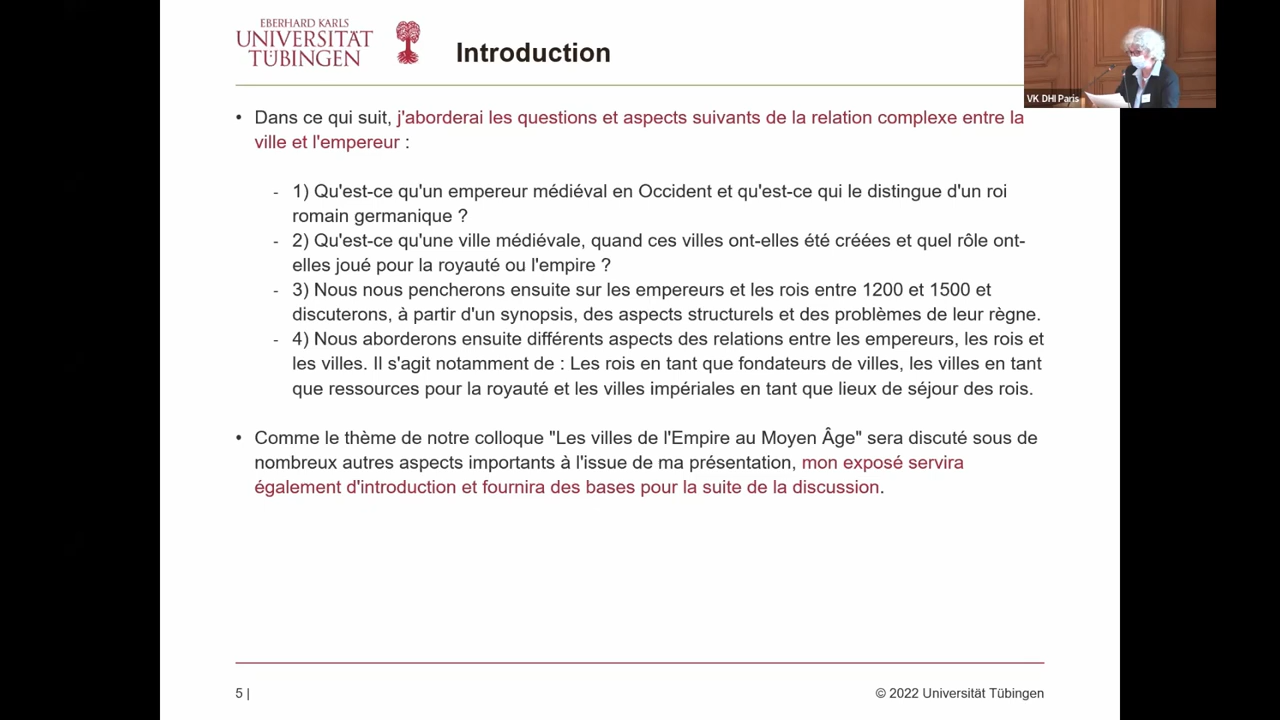 EBERHARD KARLS
UNIVERSITÄT
TÜBINGEN
Introduction
VK DHI Paris
• Dans ce qui suit, j'aborderai les questions et aspects suivants de la relation complexe entre la
ville et l'empereur :
- 1) Qu'est-ce qu'un empereur médiéval en Occident et qu'est-ce qui le distingue d'un roi
romain germanique ?
- 2) Qu'est-ce qu'une ville médiévale, quand ces villes ont-elles été créées et quel rôle ont-
elles joué pour la royauté ou l'empire ?
- 3) Nous nous pencherons ensuite sur les empereurs et les rois entre 1200 et 1500 et
discuterons, à partir d'un synopsis, des aspects structurels et des problèmes de leur règne.
- 4) Nous aborderons ensuite différents aspects des relations entre les empereurs, les rois et
les villes. Il s'agit notamment de : Les rois en tant que fondateurs de villes, les villes en tant
que ressources pour la royauté et les villes impériales en tant que lieux de séjour des rois.
• Comme le thème de notre colloque "Les villes de l'Empire au Moyen Âge" sera discuté sous de
nombreux autres aspects importants à l'issue de ma présentation, mon exposé servira
également d'introduction et fournira des bases pour la suite de la discussion.
5 |
© 2022 Universität Tübingen